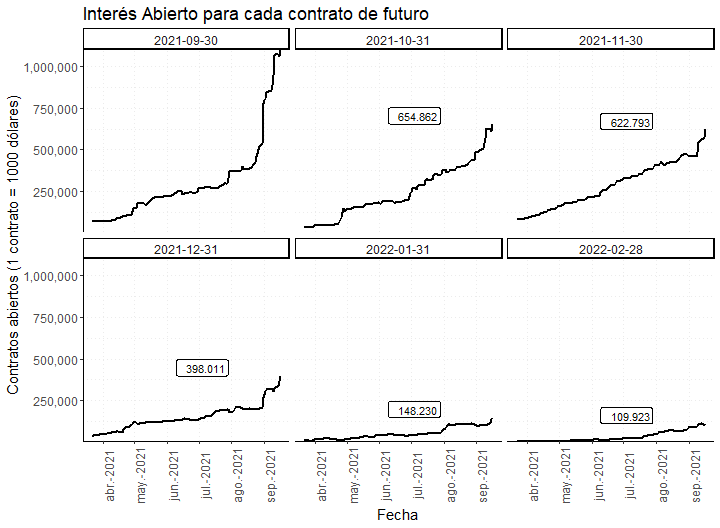 Interés Abierto para cada contrato de futuro
2021-09-30
2021-10-31
2021-11-30
1,000,000
750,000
500,000
250,000
654.862
622.793
2021-12-31
2022-01-31
2022-02-28
1,000,000
750,000
500,000
250,000
398.011
148.230
109.923
Contratos abiertos (1 contrato = 1000 dólares)
abr.-2021
may.-2021
jun.-2021
jul.-2021
ago.-2021
sep.-2021
abr.-2021
may.-2021
jun.-2021
jul.-2021
ago.-2021
sep.-2021
abr.-2021
may.-2021
jun.-2021
jul.-2021
ago.-2021
sep.-2021
Fecha